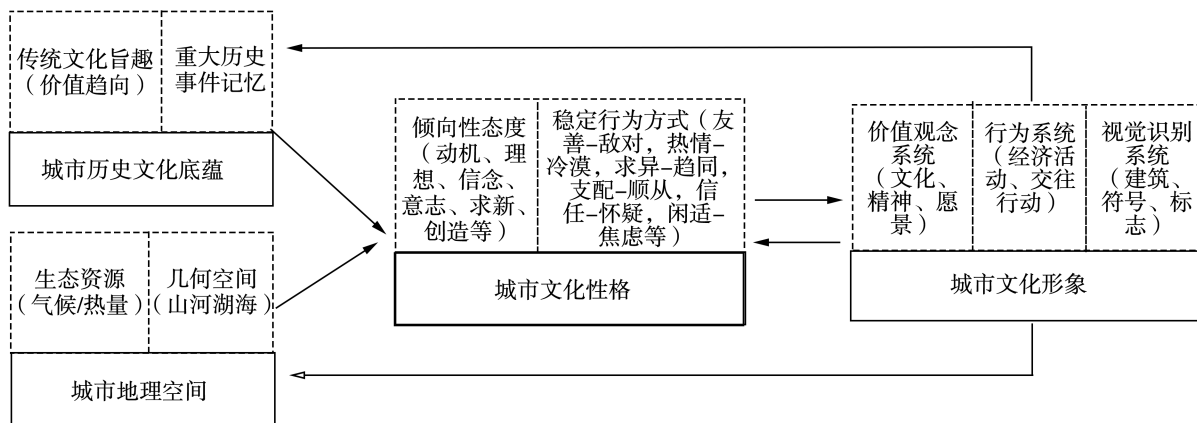 传统文化旨趣
（价值趋向）
重大历史
事件记忆
城市历史文化底蕴
生态资源
（气候/热量）
几何空间
（山河湖海）
城市地理空间
倾向性态度
（动机、理
想、信念、
意志、求新、
创造等）
稳定行为方式（友
善-敌对，热情-
冷漠，求异-趋同，
支配-顺从，信
任-怀疑，闲适-
焦虑等）
城市文化性格
价值观念
系统
（文化、
精神、愿
景）
行为系统
（经济活
动、交往
行动）
视觉识别
系统
（建筑、
符号、标
志）
城市文化形象